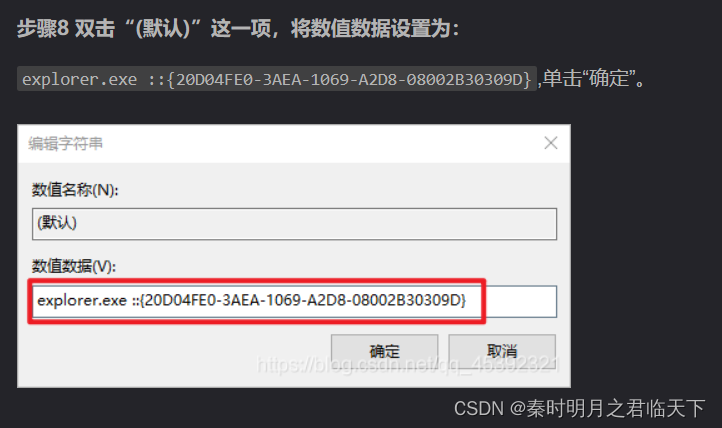 步骤8 双击“(默认)”这一项，将数值数据设置为：
explorer.exe ::{20D04FE0-3AEA-1069-A2D8-08002B30309D},单击“确定”。
编辑字符串
数值名称(N):
(默认)
数值数据(V):
explorer.exe ::{20D04FE0-3AEA-1069-A2D8-08002B30309D}
确定 取消
https://blog.csdn.net/qq_45392321
CSDN @秦时明月之君临天下